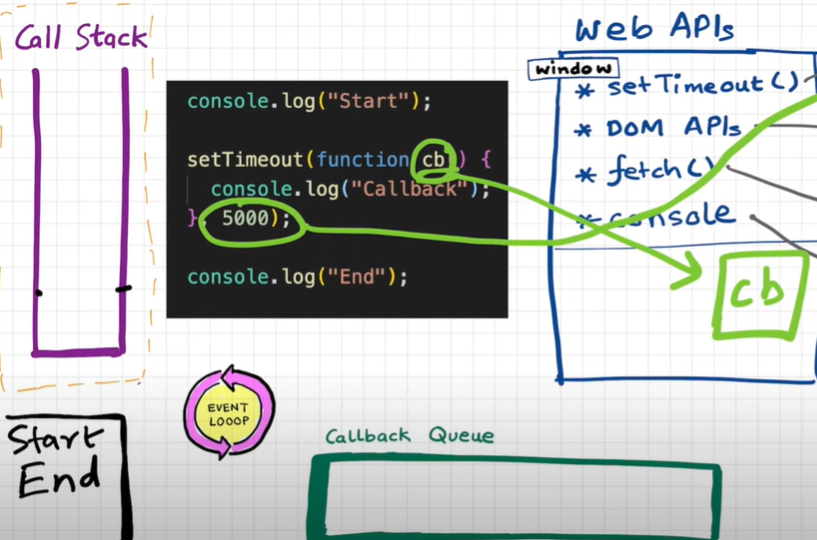 Call Stack
console.log("Start");
setTimeout(function cb() {
console.log("Callback");
}, 5000);
console.log("End");
Web APIs
window
* setTimeout()
* DOM APIs
* fetch()
* console
cb
EVENT
LOOOP
Start
End
Callback Queue